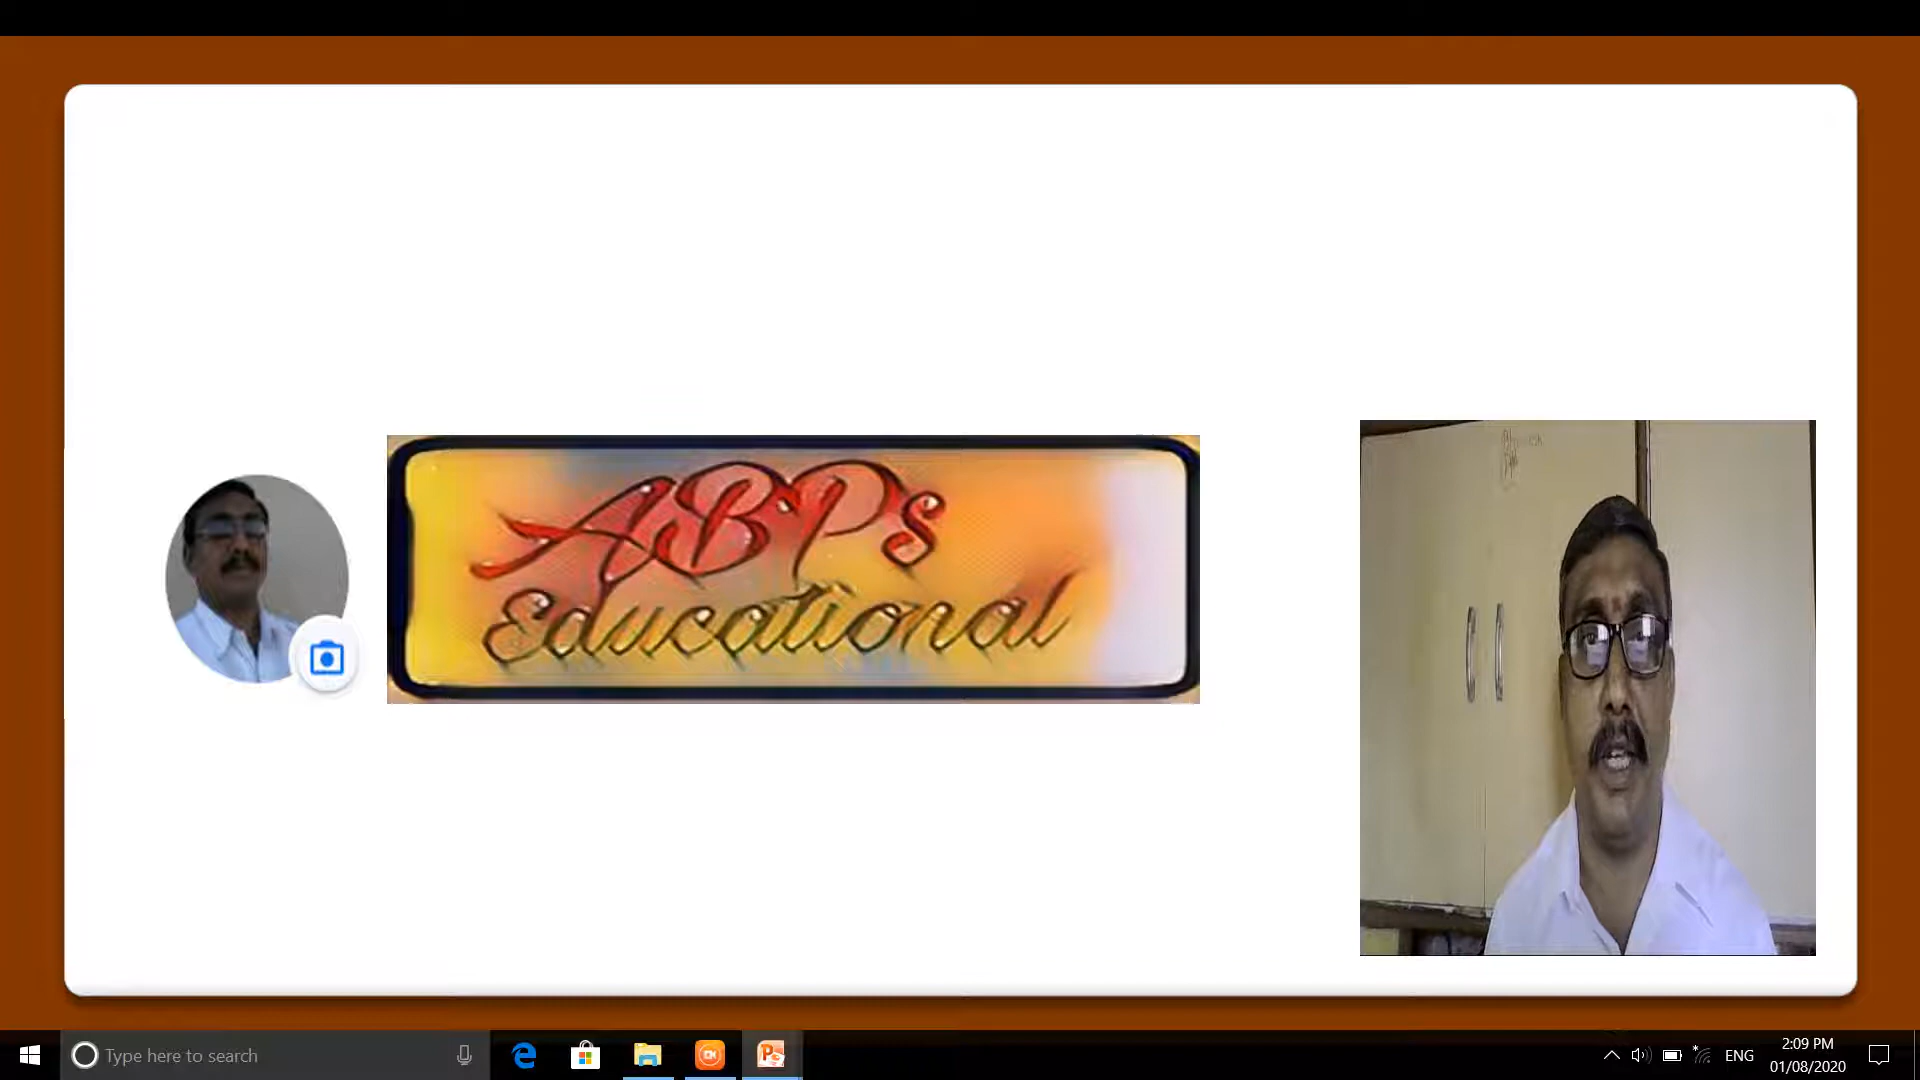 ABPs
Educational
Type here to search
ENG
2:09 PM
01/08/2020